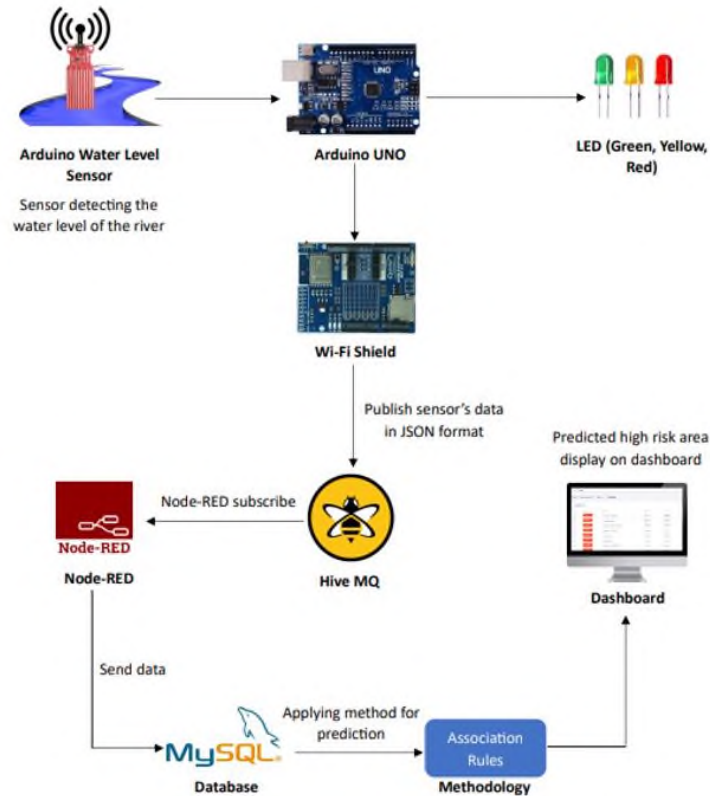 Arduino Water Level
Sensor
Sensor detecting the
water level of the river
UNO
Arduino UNO
LED (Green, Yellow,
Red)
Wi-Fi Shield
Publish sensor's data
in JSON format
Predicted high risk area
display on dashboard
Node-RED
Node-RED
Node-RED subscribe
Hive MQ
Dashboard
Send data
MySQL
Database
Applying method for
prediction
Association
Rules
Methodology